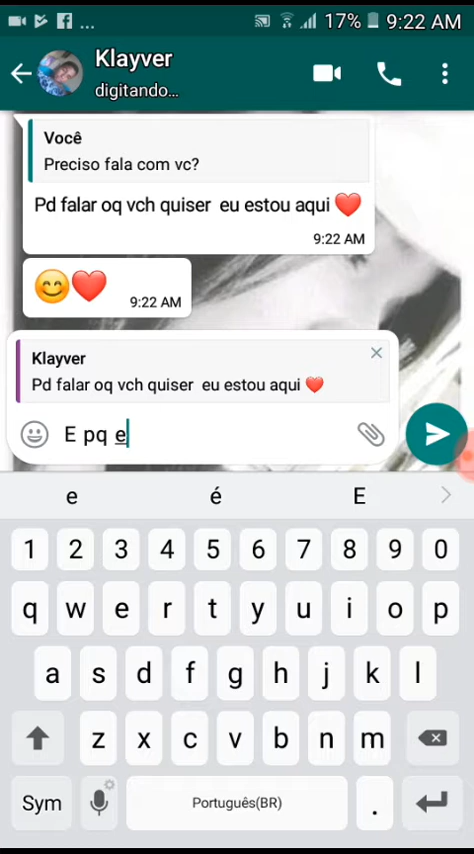 ... 17% 9:22 AM
Klayver
digitando...
Você
Preciso fala com vc?
Pd falar oq vch quiser eu estou aqui ❤️
9:22 AM
😊❤️ 9:22 AM
Klayver
Pd falar oq vch quiser eu estou aqui ❤️
E pq e
e é E
1 2 3 4 5 6 7 8 9 0
q w e r t y u i o p
a s d f g h j k l
z x c v b n m
Sym Português(BR) .